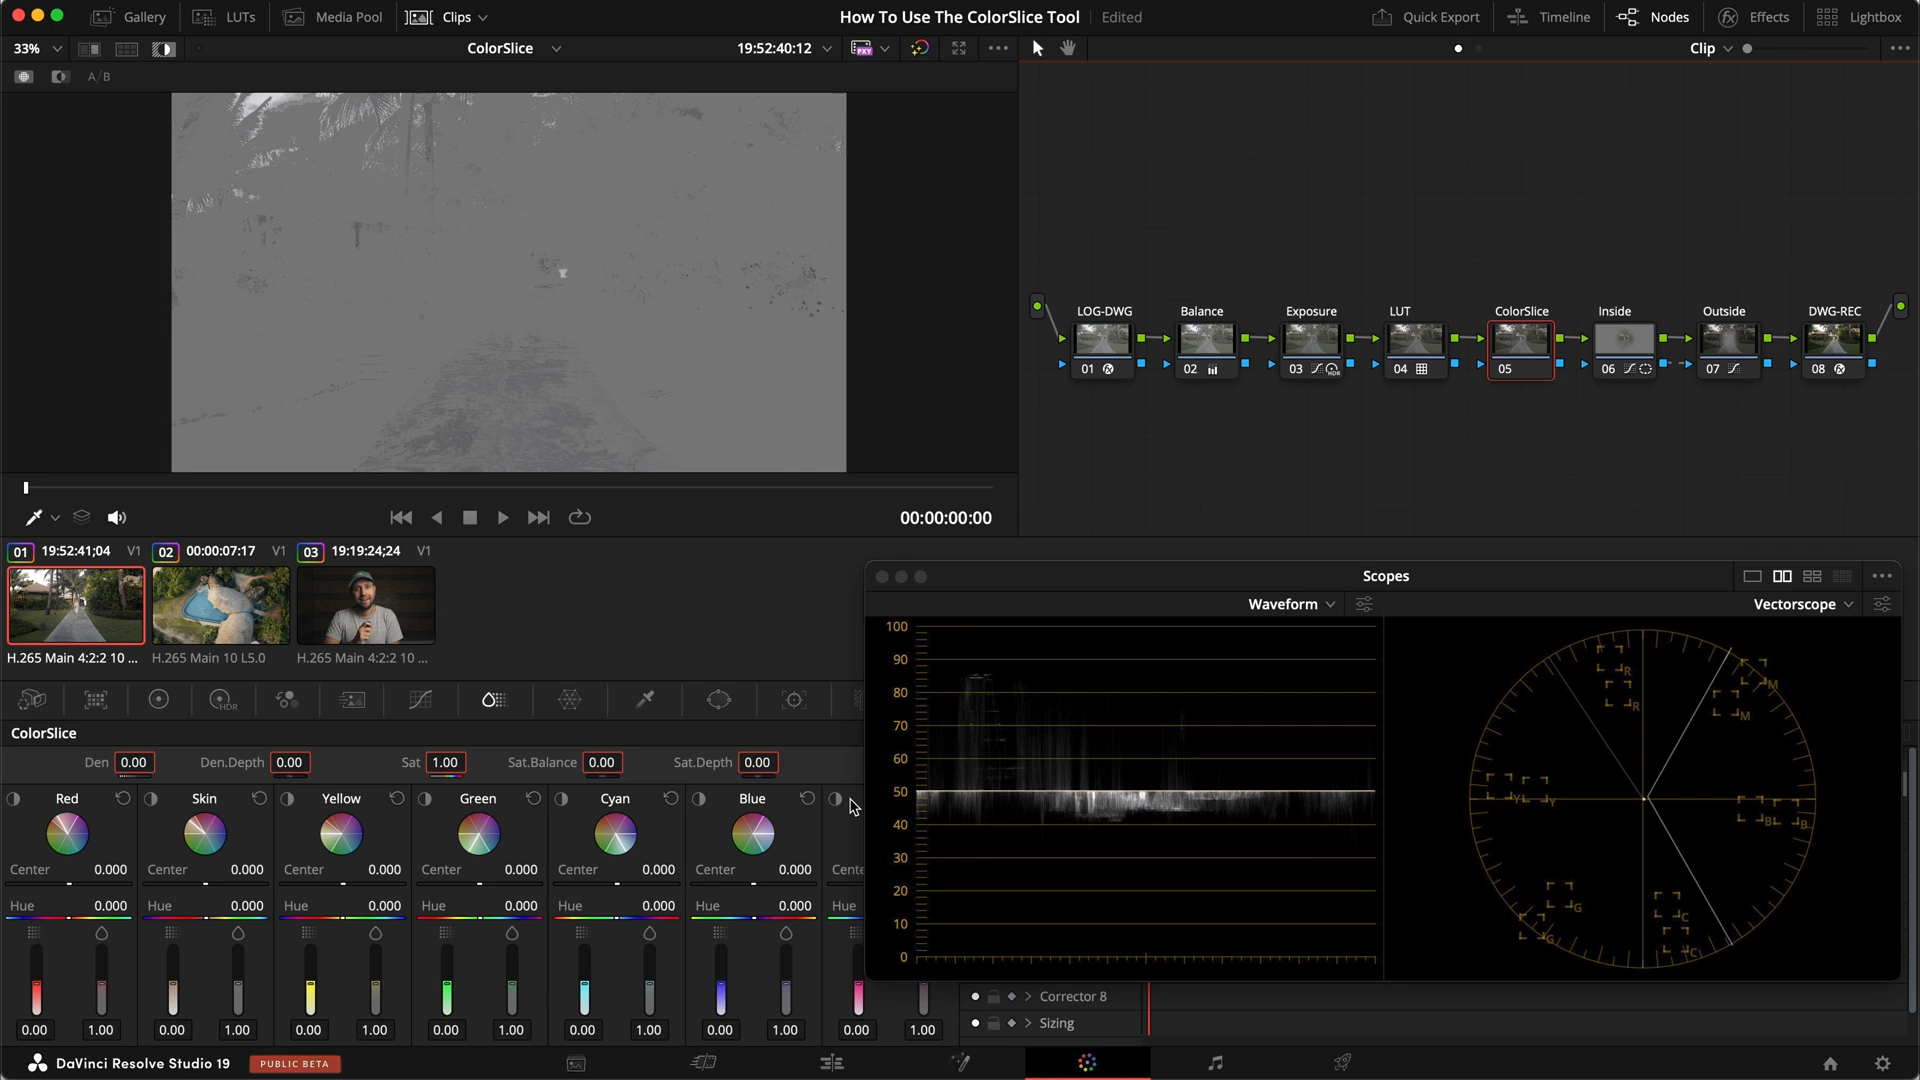 Gallery LUTs Media Pool Clips How To Use The ColorSlice Tool Edited Quick Export Timeline Nodes Effects Lightbox
33% ColorSlice 19:52:40:12 PXY Clip
A/B
LOG-DWG Balance Exposure LUT ColorSlice Inside Outside DWG-REC
01 02 03 HDR 04 05 06 07 08
00:00:00:00
01 19:52:41;04 V1 02 00:00:07:17 V1 03 19:19:24;24 V1
H.265 Main 4:2:2 10 ... H.265 Main 10 L5.0 H.265 Main 4:2:2 10 ...
Scopes
Waveform Vectorscope
100
90
80
70
60
50
40
30
20
10
0
R M
R M
Y Y B B
G C
G C
HDR
ColorSlice
Den 0.00 Den.Depth 0.00 Sat 1.00 Sat.Balance 0.00 Sat.Depth 0.00
Red Skin Yellow Green Cyan Blue
Center 0.000 Center 0.000 Center 0.000 Center 0.000 Center 0.000 Center 0.000 Cente
Hue 0.000 Hue 0.000 Hue 0.000 Hue 0.000 Hue 0.000 Hue 0.000 Hue
0.00 1.00 0.00 1.00 0.00 1.00 0.00 1.00 0.00 1.00 0.00 1.00 0.00 1.00
Corrector 8
Sizing
DaVinci Resolve Studio 19 PUBLIC BETA